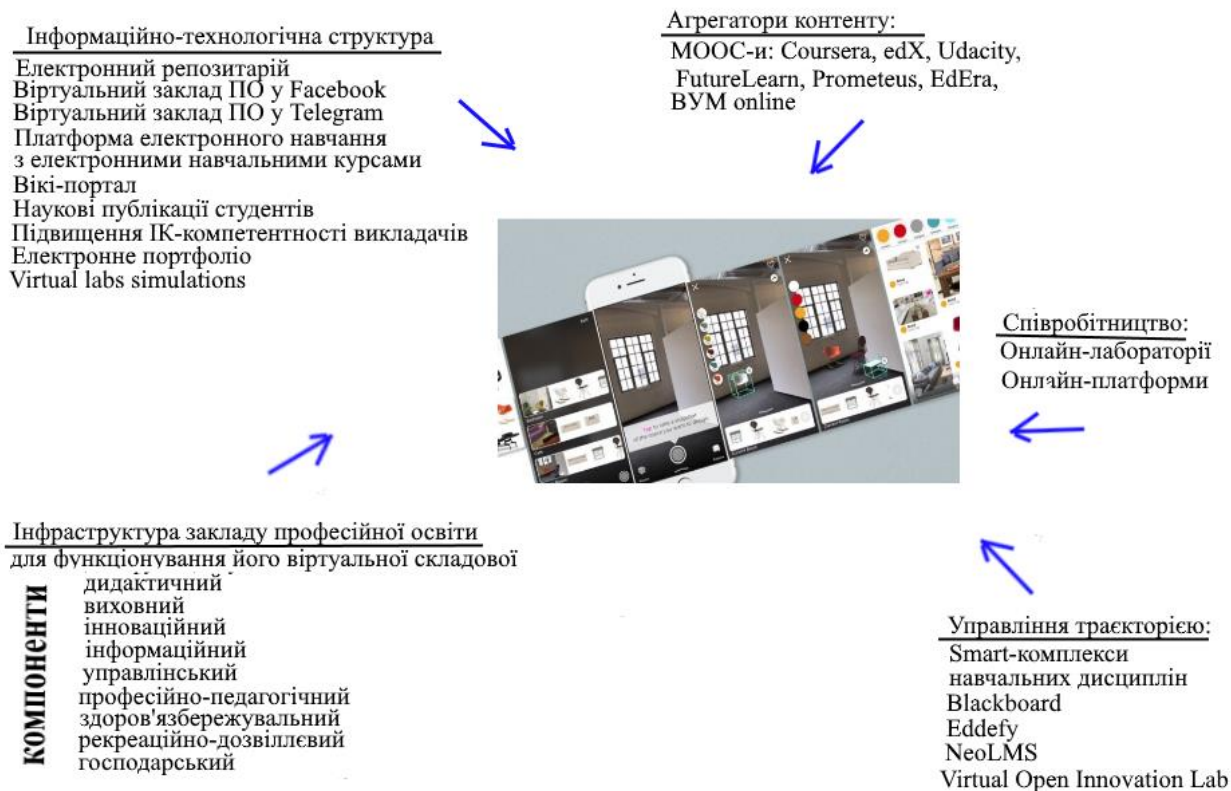 Інформаційно-технологічна структура
Електронний репозитарій
Віртуальний заклад ПО у Facebook
Віртуальний заклад ПО у Telegram
Платформа електронного навчання
з електронними навчальними курсами
Вікі-портал
Наукові публікації студентів
Підвищення ІК-компетентності викладачів
Електронне портфоліо
Virtual labs simulations
Агрегатори контенту:
МООС-и: Coursera, edX, Udacity,
FutureLearn, Prometeus, EdEra,
ВУМ online
Співробітництво:
Онлайн-лабораторії
Онлайн-платформи
Інфраструктура закладу професійної освіти
для функціонування його віртуальної складової
компоненти
дидактичний
виховний
інноваційний
інформаційний
управлінський
професійно-педагогічний
здоров'язбережувальний
рекреаційно-дозвіллєвий
господарський
Управління траєкторією:
Smart-комплекси
навчальних дисциплін
Blackboard
Eddefy
NeoLMS
Virtual Open Innovation Lab